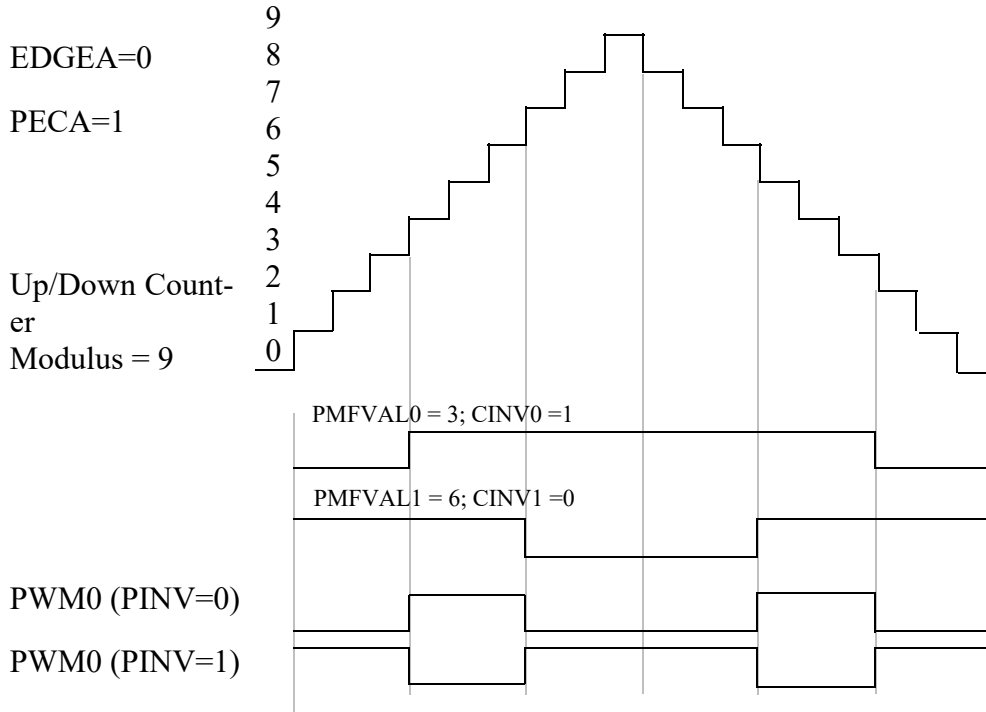 9
EDGEA=0
8
7
PECA=1
6
5
4
3
Up/Down Count-
er
2
1
Modulus = 9
0
PMFVAL0 = 3; CINV0 =1
PMFVAL1 = 6; CINV1 =0
PWM0 (PINV=0)
PWM0 (PINV=1)